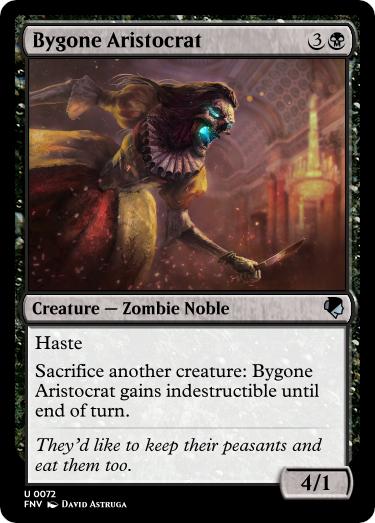 Bygone Aristocrat 3
Creature — Zombie Noble
Haste
Sacrifice another creature: Bygone
Aristocrat gains indestructible until
end of turn.
They'd like to keep their peasants and
eat them too.
4/1
U 0072
FNV David Astruga